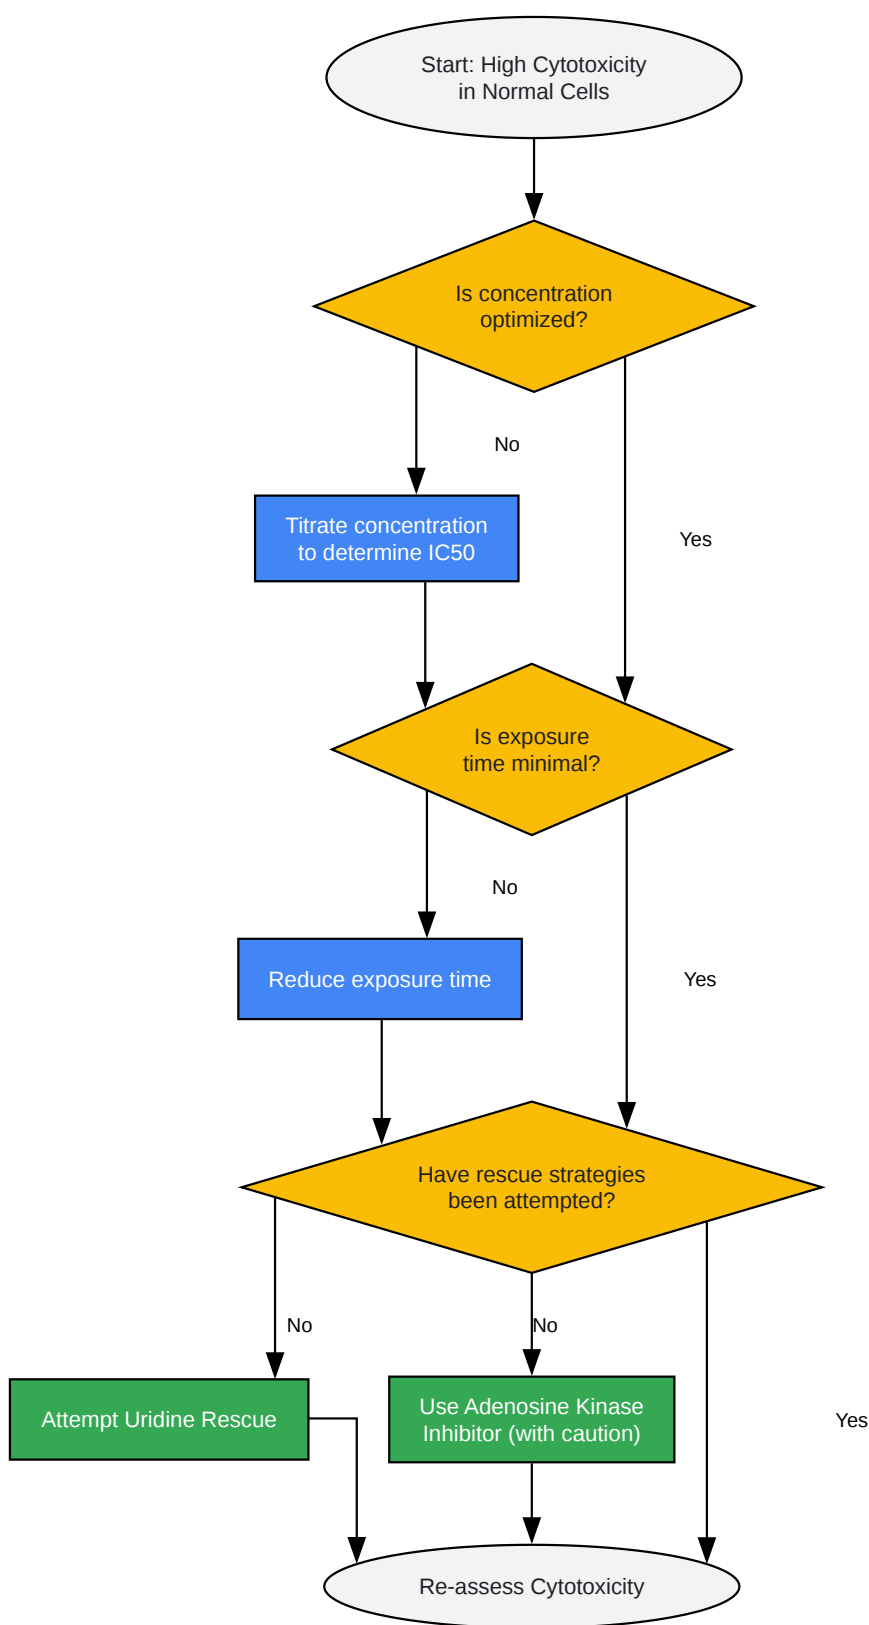 Start: High Cytotoxicity
in Normal Cells
Is concentration
optimized?
No
Titrate concentration
to determine IC50
Yes
Is exposure
time minimal?
No
Reduce exposure time
Yes
Have rescue strategies
been attempted?
No
No
Attempt Uridine Rescue
Use Adenosine Kinase
Inhibitor (with caution)
Yes
Re-assess Cytotoxicity